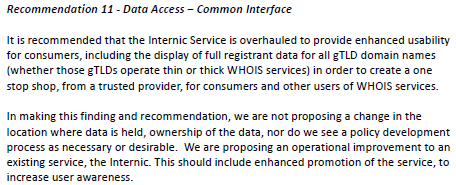 Recommendation 11 - Data Access – Common Interface
It is recommended that the Internic Service is overhauled to provide enhanced usability
for consumers, including the display of full registrant data for all gTLD domain names
(whether those gTLDs operate thin or thick WHOIS services) in order to create a one
stop shop, from a trusted provider, for consumers and other users of WHOIS services.
In making this finding and recommendation, we are not proposing a change in the
location where data is held, ownership of the data, nor do we see a policy development
process as necessary or desirable.  We are proposing an operational improvement to an
existing service, the Internic. This should include enhanced promotion of the service, to
increase user awareness.